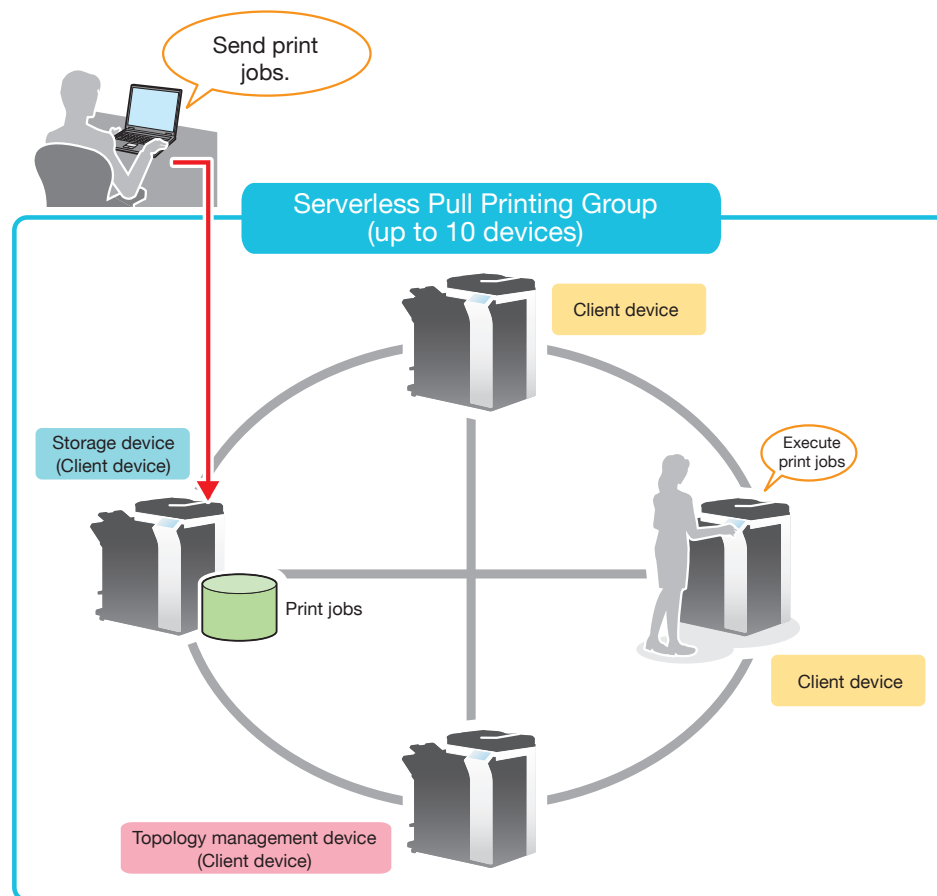 Send print
jobs.
Serverless Pull Printing Group
(up to 10 devices)
Client device
Storage device
(Client device)
Execute
print jobs
Print jobs
Client device
Topology management device
(Client device)